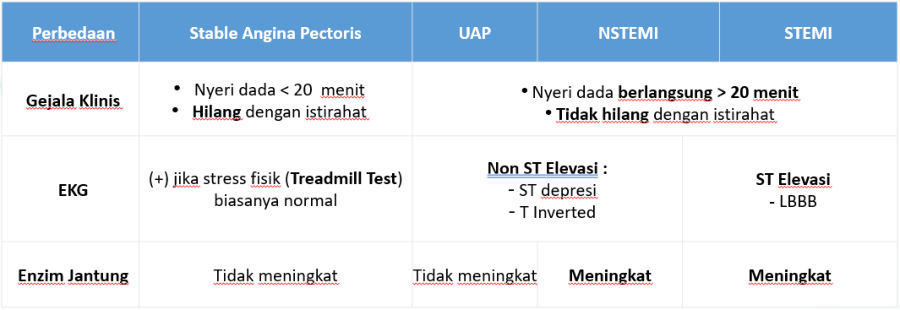 Perbedaan
Stable Angina Pectoris
UAP
NSTEMI
STEMI
Gejala Klinis
• Nyeri dada < 20 menit
• Hilang dengan istirahat
• Nyeri dada berlangsung > 20 menit
• Tidak hilang dengan istirahat
EKG
(+) jika stress fisik (Treadmill Test)
biasanya normal
Non ST Elevasi :
- ST depresi
- T Inverted
ST Elevasi
- LBBB
Enzim Jantung
Tidak meningkat
Tidak meningkat
Meningkat
Meningkat